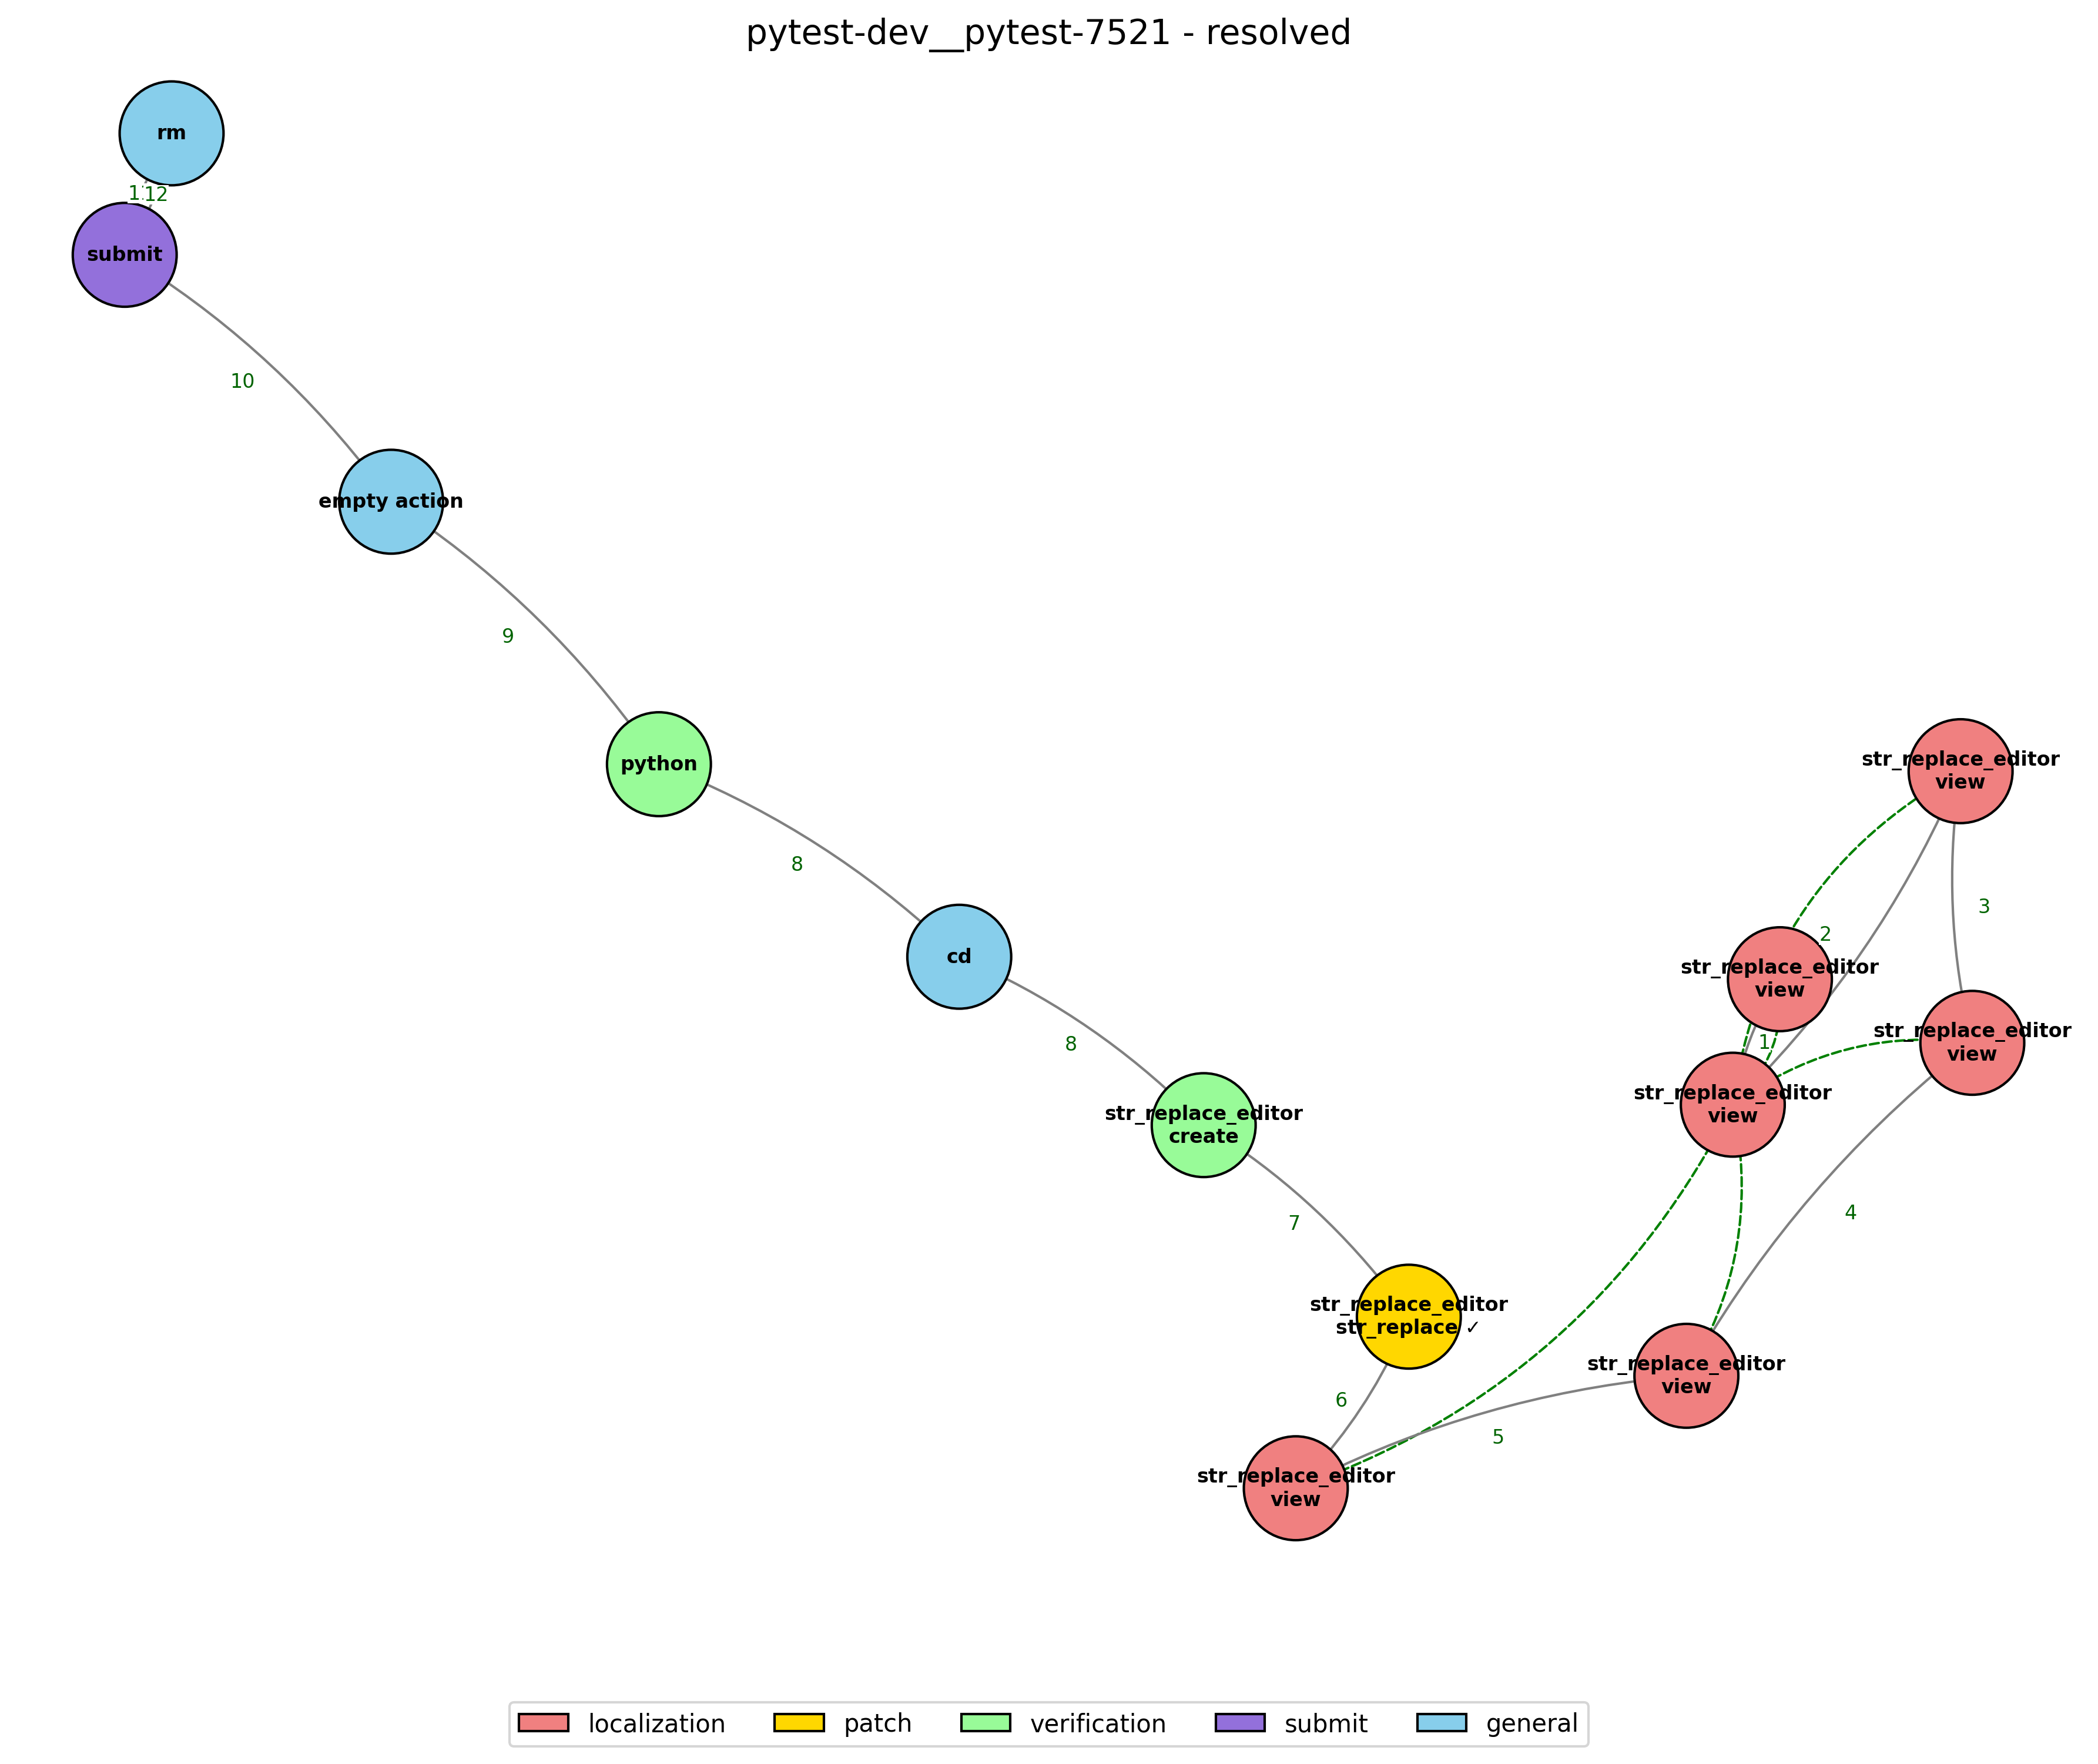 pytest-dev__pytest-7521 - resolved
rm
12
submit
10
empty action
9
python
8
cd
8
str_replace_editor
create
7
str_replace_editor
str_replace ✓
6
str_replace_editor
view
5
str_replace_editor
view
4
str_replace_editor
view
3
str_replace_editor
view
2
str_replace_editor
view
1
str_replace_editor
view
localization
patch
verification
submit
general